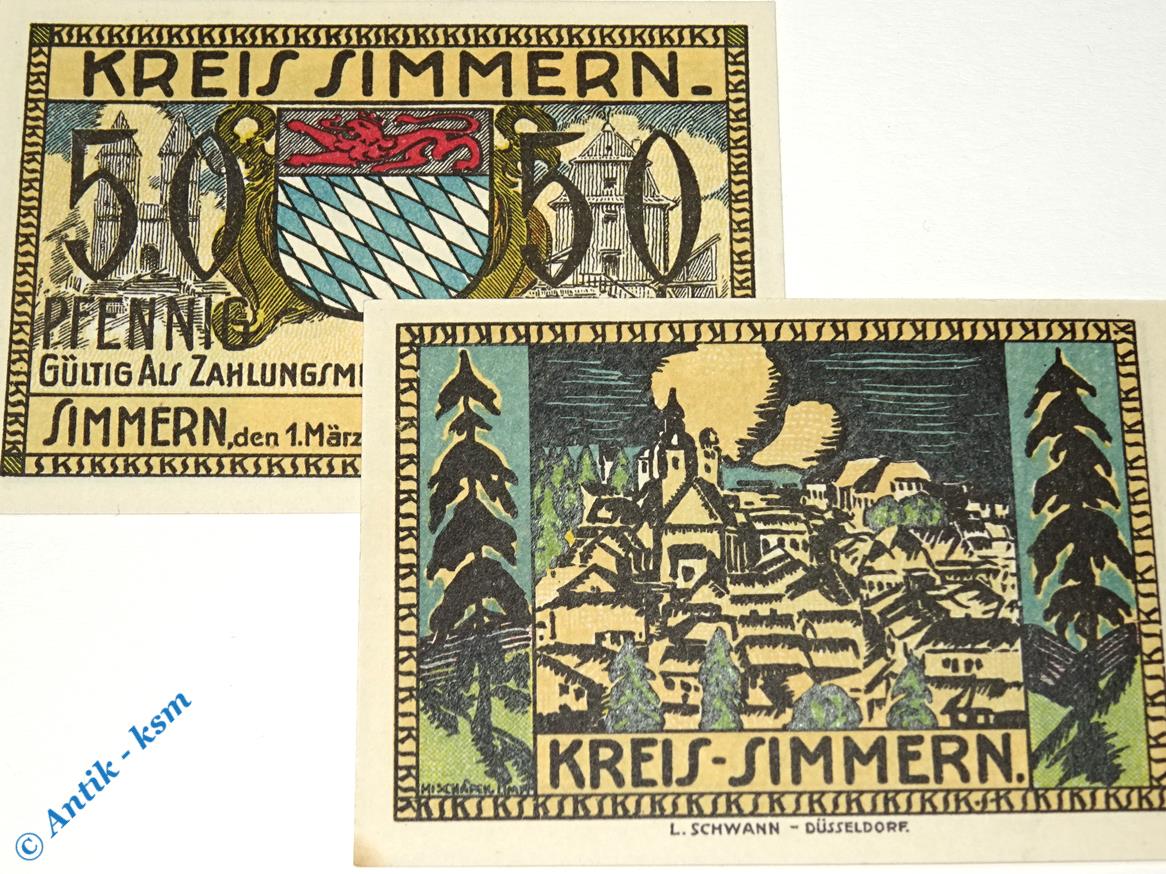 KREIS SIMMERN.
50 50
PFENNIG
GÜLTIG ALS ZAHLUNGSMI
SIMMERN, den 1. März
KREIS-SIMMERN.
L. SCHWANN - DÜSSELDORF.
© Antik - ksm